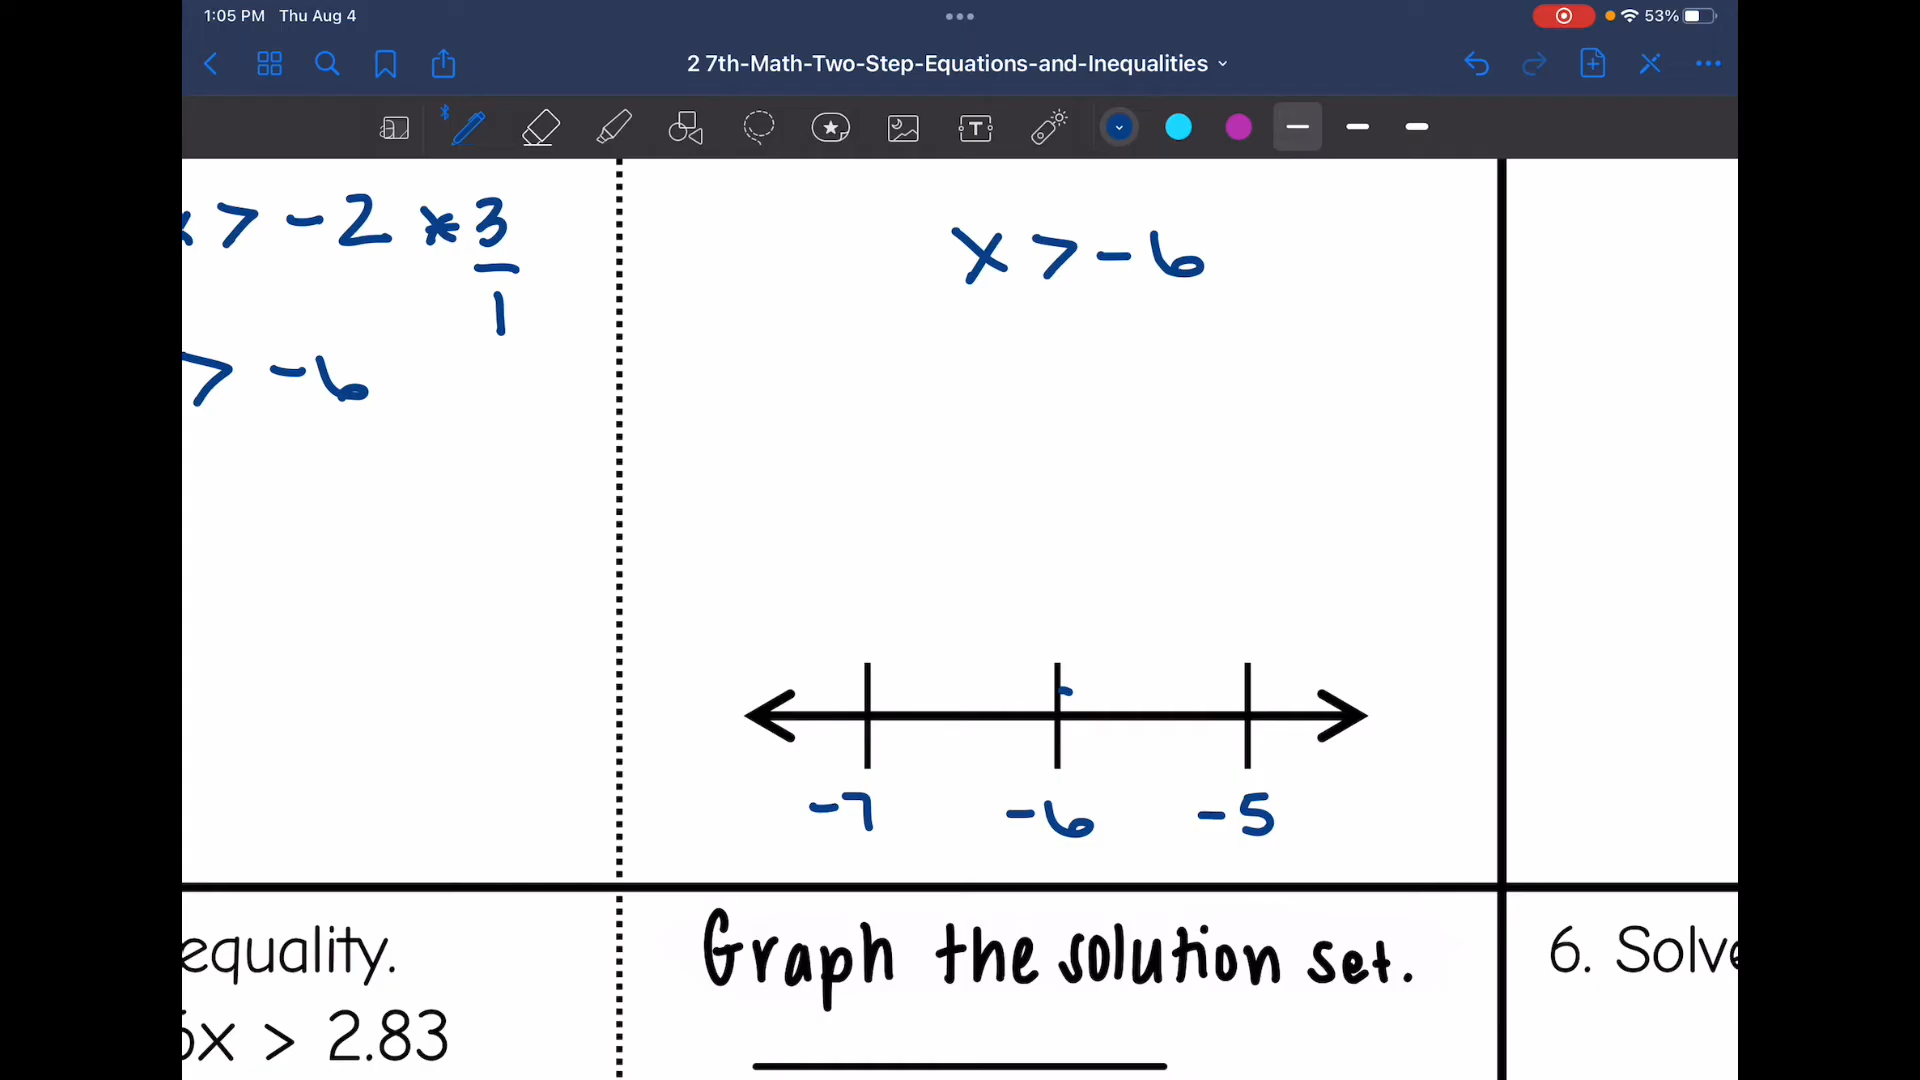 1:05 PM Thu Aug 4
53%
2 7th-Math-Two-Step-Equations-and-Inequalities
> -2 * 3
1
> -6
x > -6
-7 -6 -5
equality.
x > 2.83
Graph the solution set.
6. Solve